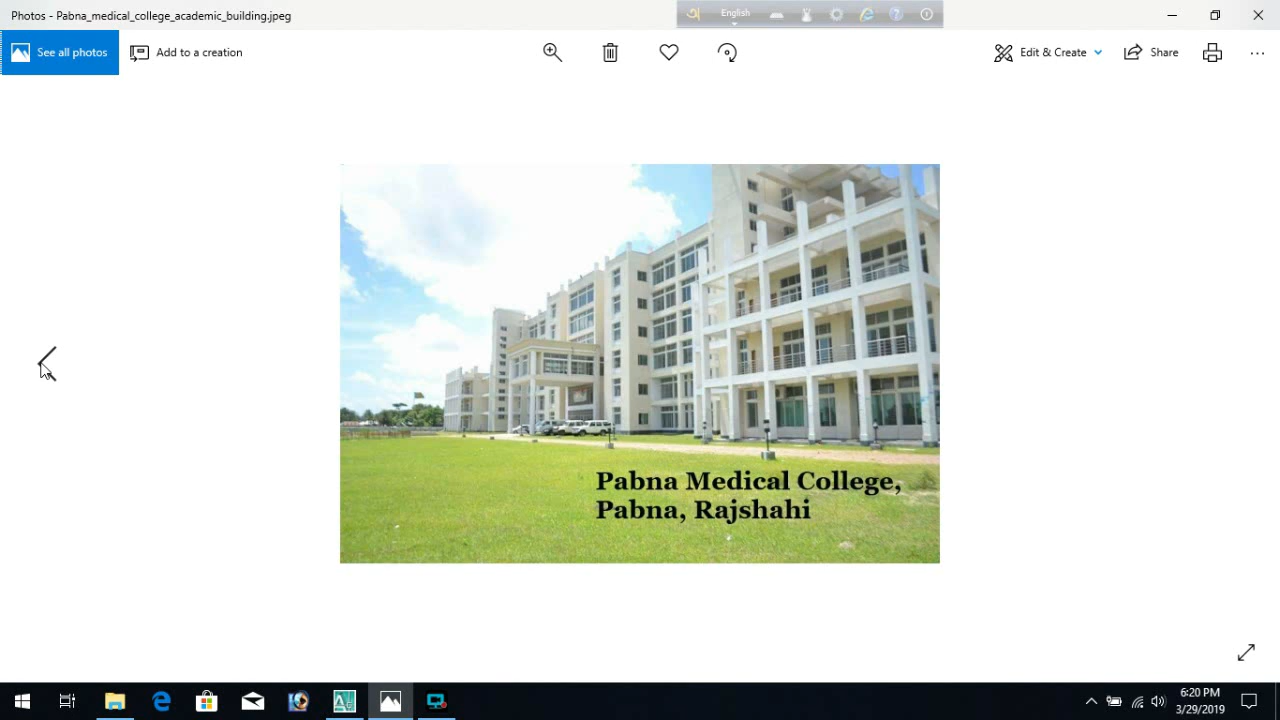 Photos - Pabna_medical_college_academic_building.jpeg
English
See all photos
Add to a creation
Edit & Create
Share
Pabna Medical College,
Pabna, Rajshahi
6:20 PM
3/29/2019